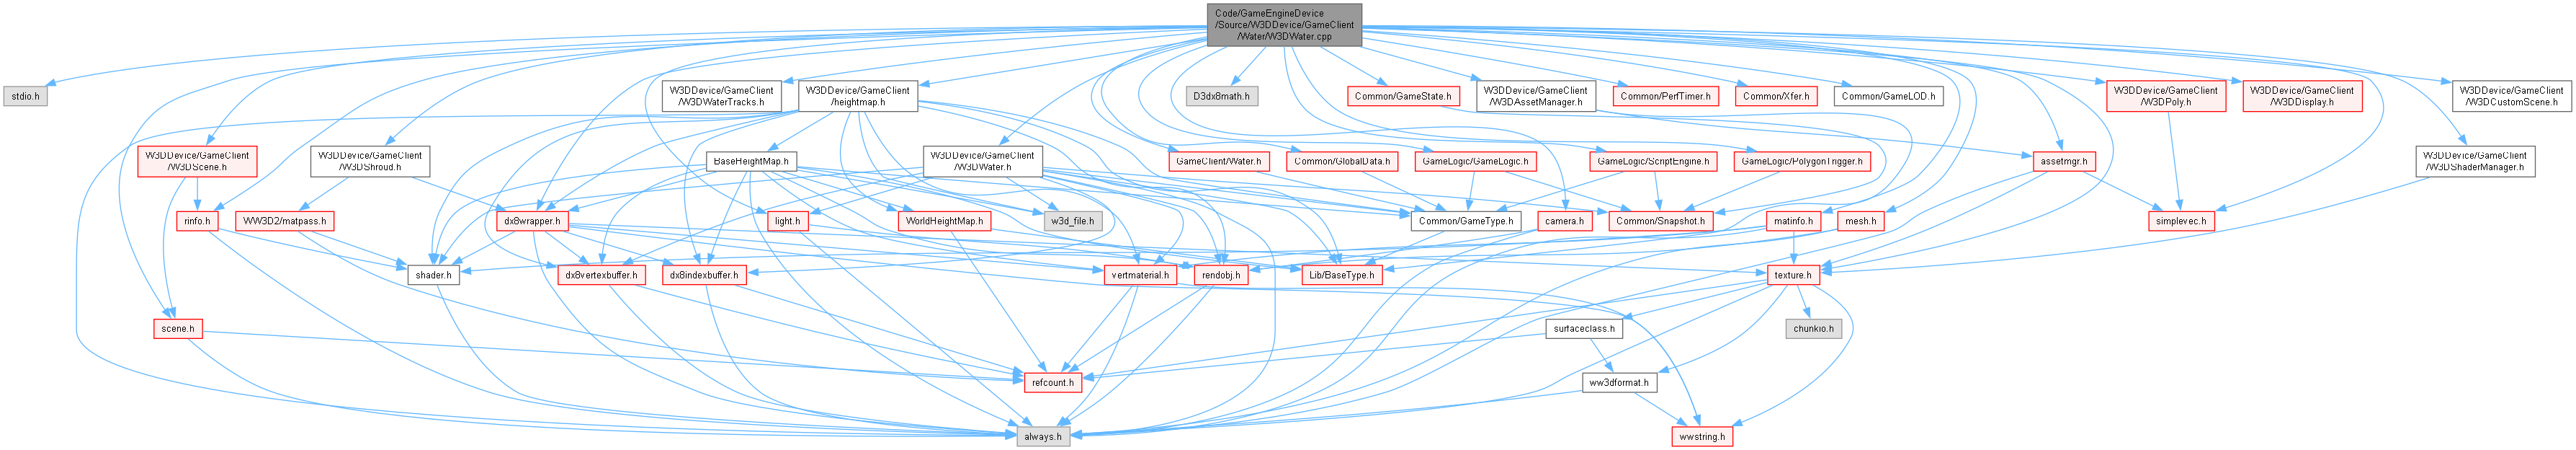 Code/GameEngineDevice
/Source/W3DDevice/GameClient
/Water/W3DWater.cpp
stdio.h
W3DDevice/GameClient
/W3DWaterTracks.h
W3DDevice/GameClient
/heightmap.h
D3dx8math.h
Common/GameState.h
W3DDevice/GameClient
/W3DAssetManager.h
Common/PerfTimer.h
Common/Xfer.h
Common/GameLOD.h
W3DDevice/GameClient
/W3DPoly.h
W3DDevice/GameClient
/W3DDisplay.h
W3DDevice/GameClient
/W3DCustomScene.h
W3DDevice/GameClient
/W3DScene.h
W3DDevice/GameClient
/W3DShroud.h
BaseHeightMap.h
W3DDevice/GameClient
/W3DWater.h
GameClient/Water.h
Common/GlobalData.h
GameLogic/GameLogic.h
GameLogic/ScriptEngine.h
GameLogic/PolygonTrigger.h
assetmgr.h
W3DDevice/GameClient
/W3DShaderManager.h
rinfo.h
WW3D2/matpass.h
dx8wrapper.h
light.h
WorldHeightMap.h
w3d_file.h
Common/GameType.h
camera.h
Common/Snapshot.h
matinfo.h
mesh.h
simplevec.h
shader.h
dx8vertexbuffer.h
dx8indexbuffer.h
vertmaterial.h
rendobj.h
Lib/BaseType.h
texture.h
scene.h
surfaceclass.h
chunkio.h
refcount.h
ww3dformat.h
always.h
wwstring.h